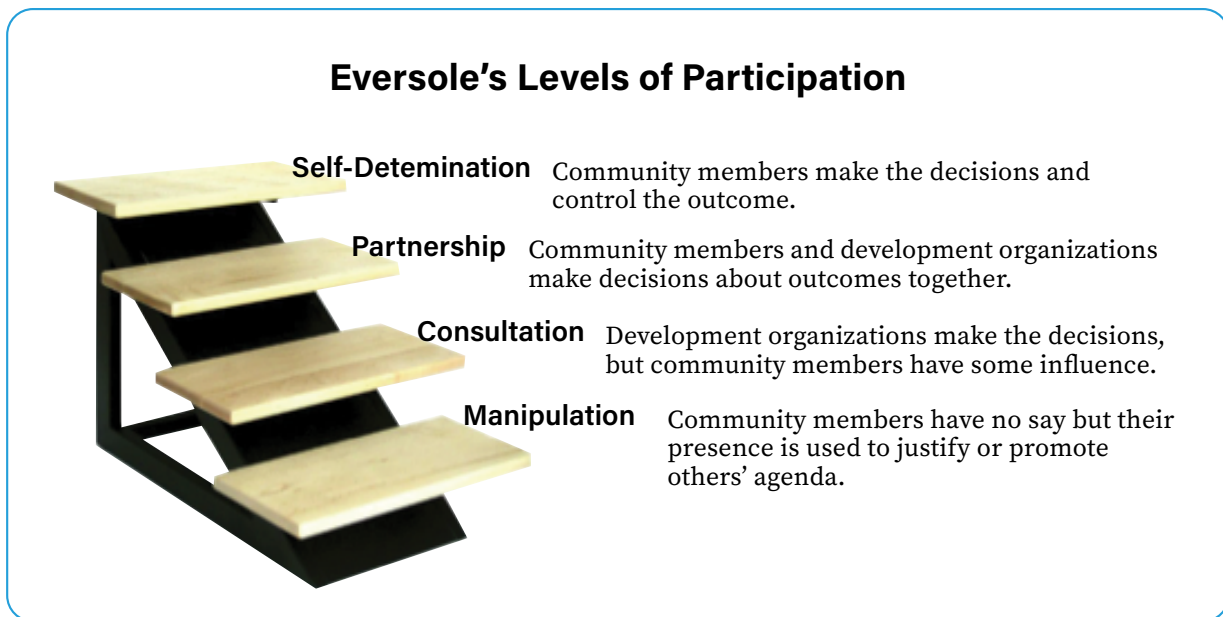 Eversole’s Levels of Participation
Self-Detemination
Community members make the decisions and
control the outcome.
Partnership
Community members and development organizations
make decisions about outcomes together.
Consultation
Development organizations make the decisions,
but community members have some influence.
Manipulation
Community members have no say but their
presence is used to justify or promote
others’ agenda.